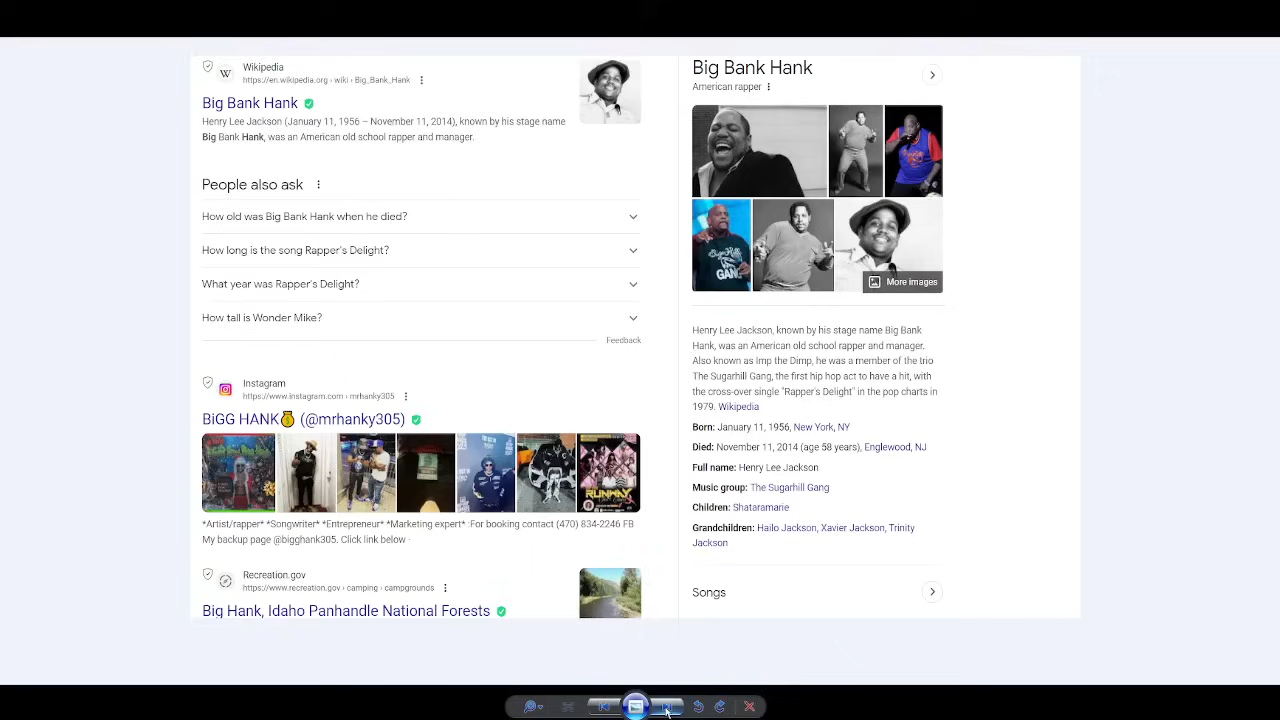 Wikipedia
https://en.wikipedia.org › wiki › Big_Bank_Hank
Big Bank Hank
Henry Lee Jackson (January 11, 1956 – November 11, 2014), known by his stage name
Big Bank Hank, was an American old school rapper and manager.
People also ask
How old was Big Bank Hank when he died?
How long is the song Rapper's Delight?
What year was Rapper's Delight?
How tall is Wonder Mike?
Feedback
Instagram
https://www.instagram.com › mrhanky305
BiGG HANK (@mrhanky305)
RUNWAY
*Artist/rapper* *Songwriter* *Entrepreneur* *Marketing expert* :For booking contact (470) 834-2246 FB
My backup page @bigghank305. Click link below ·
Recreation.gov
https://www.recreation.gov › camping › campgrounds
Big Hank, Idaho Panhandle National Forests
Big Bank Hank
American rapper
GANG
More images
Henry Lee Jackson, known by his stage name Big Bank
Hank, was an American old school rapper and manager.
Also known as Imp the Dimp, he was a member of the trio
The Sugarhill Gang, the first hip hop act to have a hit, with
the cross-over single "Rapper's Delight" in the pop charts in
1979. Wikipedia
Born: January 11, 1956, New York, NY
Died: November 11, 2014 (age 58 years), Englewood, NJ
Full name: Henry Lee Jackson
Music group: The Sugarhill Gang
Children: Shataramarie
Grandchildren: Hailo Jackson, Xavier Jackson, Trinity
Jackson
Songs